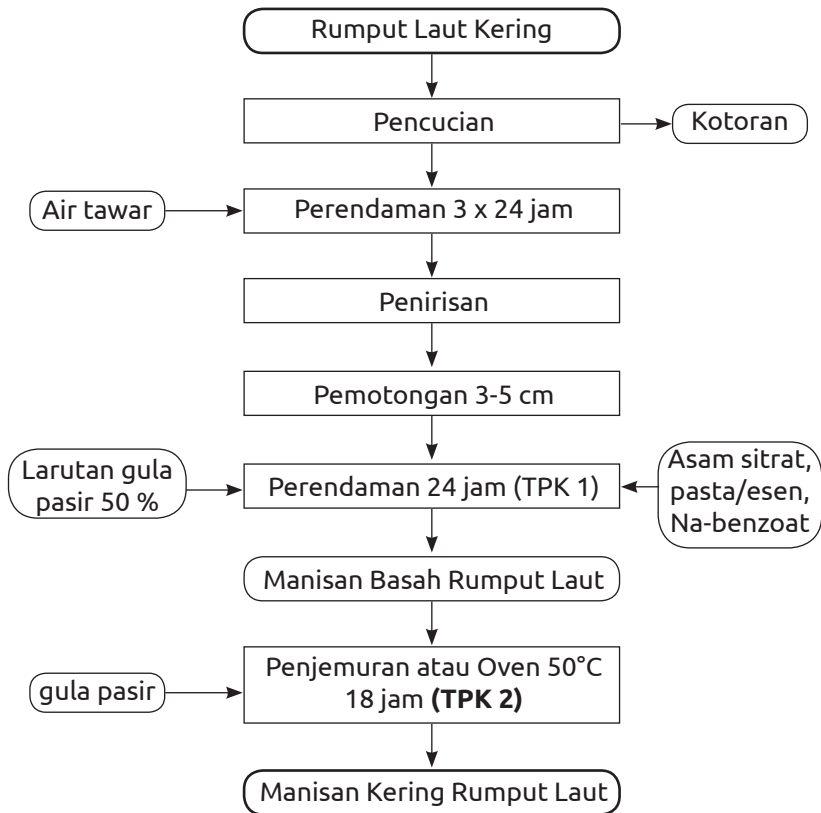 Rumput Laut Kering
Pencucian
Kotoran
Air tawar
Perendaman 3 x 24 jam
Penirisan
Pemotongan 3-5 cm
Larutan gula
pasir 50 %
Perendaman 24 jam (TPK 1)
Asam sitrat,
pasta/esen,
Na-benzoat
Manisan Basah Rumput Laut
gula pasir
Penjemuran atau Oven 50°C
18 jam (TPK 2)
Manisan Kering Rumput Laut